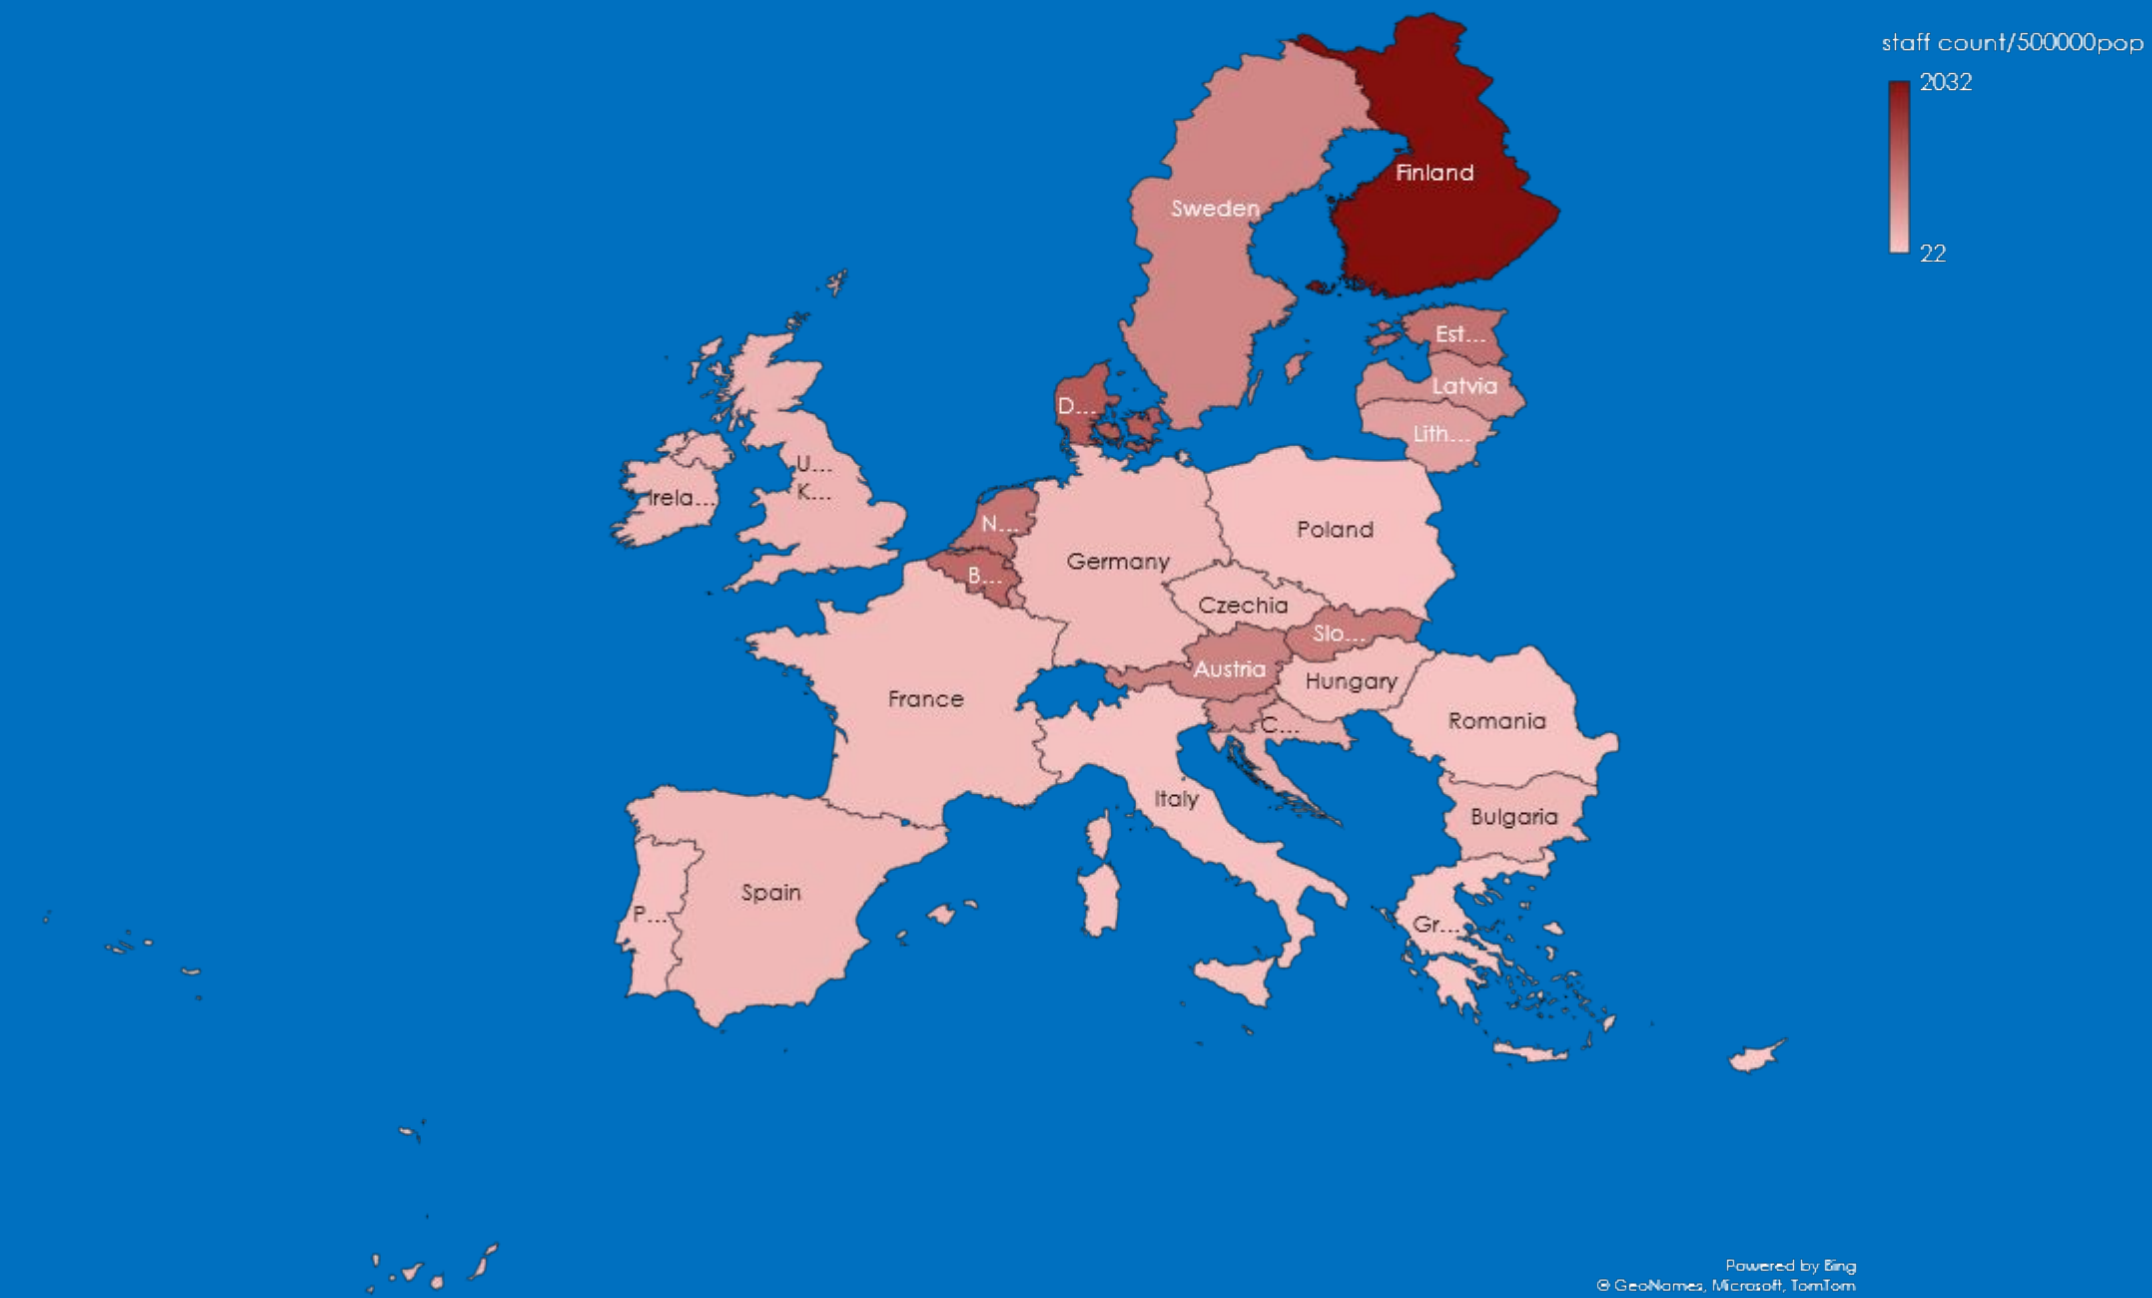 staff count/500000pop
2032
22
Finland
Sweden
Est...
Latvia
D...
Lith...
U...
K...
Irela...
N...
Poland
Germany
B...
Czechia
Slo...
Austria
Hungary
France
Romania
C...
Italy
Bulgaria
Spain
P...
Gr...
Powered by Bing
© GeoNames, Microsoft, TomTom